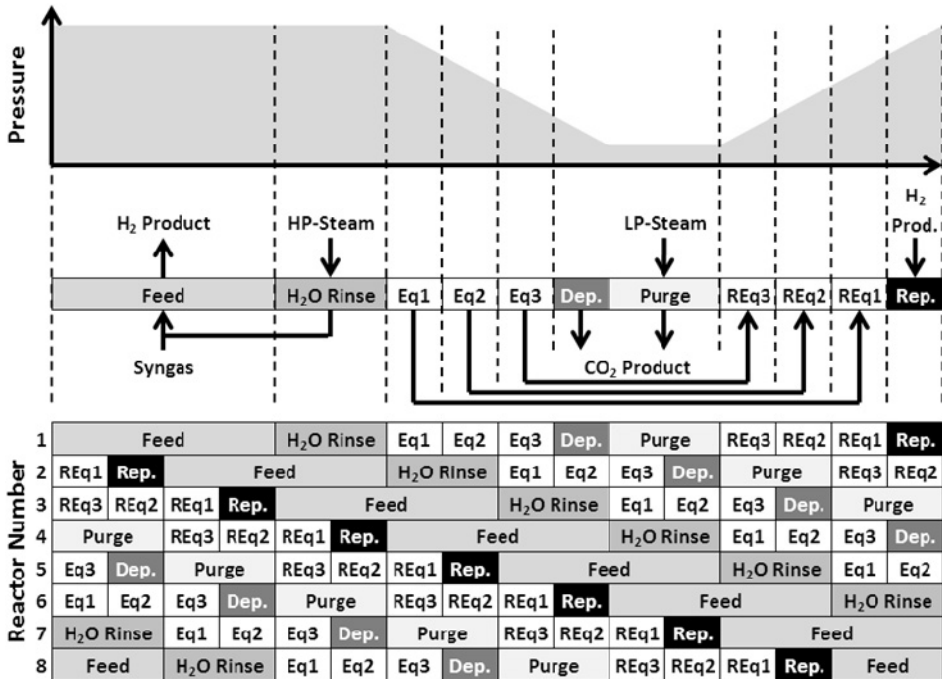 Pressure
H₂
H₂ Product HP-Steam LP-Steam Prod.
Feed H₂O Rinse Eq1 Eq2 Eq3 Dep. Purge REq3 REq2 REq1 Rep.
Syngas CO₂ Product
Reactor Number
1 Feed H₂O Rinse Eq1 Eq2 Eq3 Dep. Purge REq3 REq2 REq1 Rep.
2 REq1 Rep. Feed H₂O RInse Eq1 Eq2 Eq3 Dep. Purge REq3 REq2
3 REq3 REq2 REq1 Rep. Feed H₂O Rinse Eq1 Eq2 Eq3 Dep. Purge
4 Purge REq3 REq2 REq1 Rep. Feed H₂O Rinse Eq1 Eq2 Eq3 Dep.
5 Eq3 Dep. Purge REq3 REq2 REq1 Rep. Feed H₂O Rinse Eq1 Eq2
6 Eq1 Eq2 Eq3 Dep. Purge REq3 REq2 REq1 Rep. Feed H₂O Rinse
7 H₂O Rinse Eq1 Eq2 Eq3 Dep. Purge REq3 REq2 REq1 Rep. Feed
8 Feed H₂O Rinse Eq1 Eq2 Eq3 Dep. Purge REq3 REq2 REq1 Rep. Feed